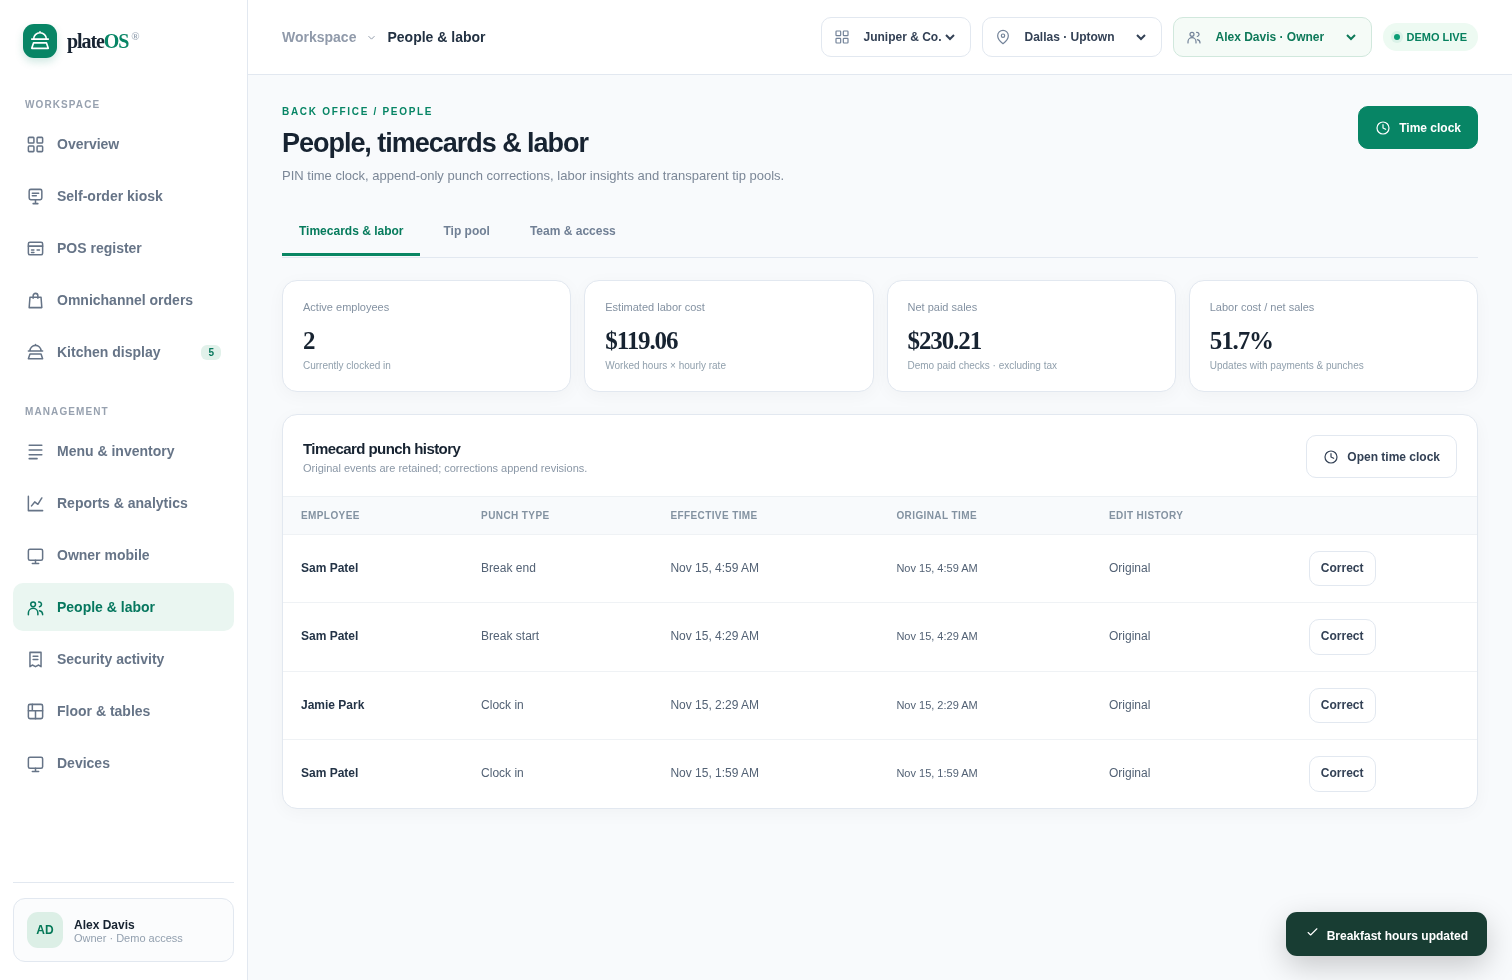 plateOS ®
WORKSPACE
Overview
Self-order kiosk
POS register
Omnichannel orders
Kitchen display 5
MANAGEMENT
Menu & inventory
Reports & analytics
Owner mobile
People & labor
Security activity
Floor & tables
Devices
AD
Alex Davis
Owner · Demo access
Workspace People & labor
Juniper & Co.
Dallas · Uptown
Alex Davis · Owner
DEMO LIVE
BACK OFFICE / PEOPLE
People, timecards & labor
PIN time clock, append-only punch corrections, labor insights and transparent tip pools.
Time clock
Timecards & labor Tip pool Team & access
Active employees
2
Currently clocked in
Estimated labor cost
$119.06
Worked hours × hourly rate
Net paid sales
$230.21
Demo paid checks · excluding tax
Labor cost / net sales
51.7%
Updates with payments & punches
Timecard punch history
Original events are retained; corrections append revisions.
Open time clock
EMPLOYEE PUNCH TYPE EFFECTIVE TIME ORIGINAL TIME EDIT HISTORY
Sam Patel Break end Nov 15, 4:59 AM Nov 15, 4:59 AM Original Correct
Sam Patel Break start Nov 15, 4:29 AM Nov 15, 4:29 AM Original Correct
Jamie Park Clock in Nov 15, 2:29 AM Nov 15, 2:29 AM Original Correct
Sam Patel Clock in Nov 15, 1:59 AM Nov 15, 1:59 AM Original Correct
Breakfast hours updated